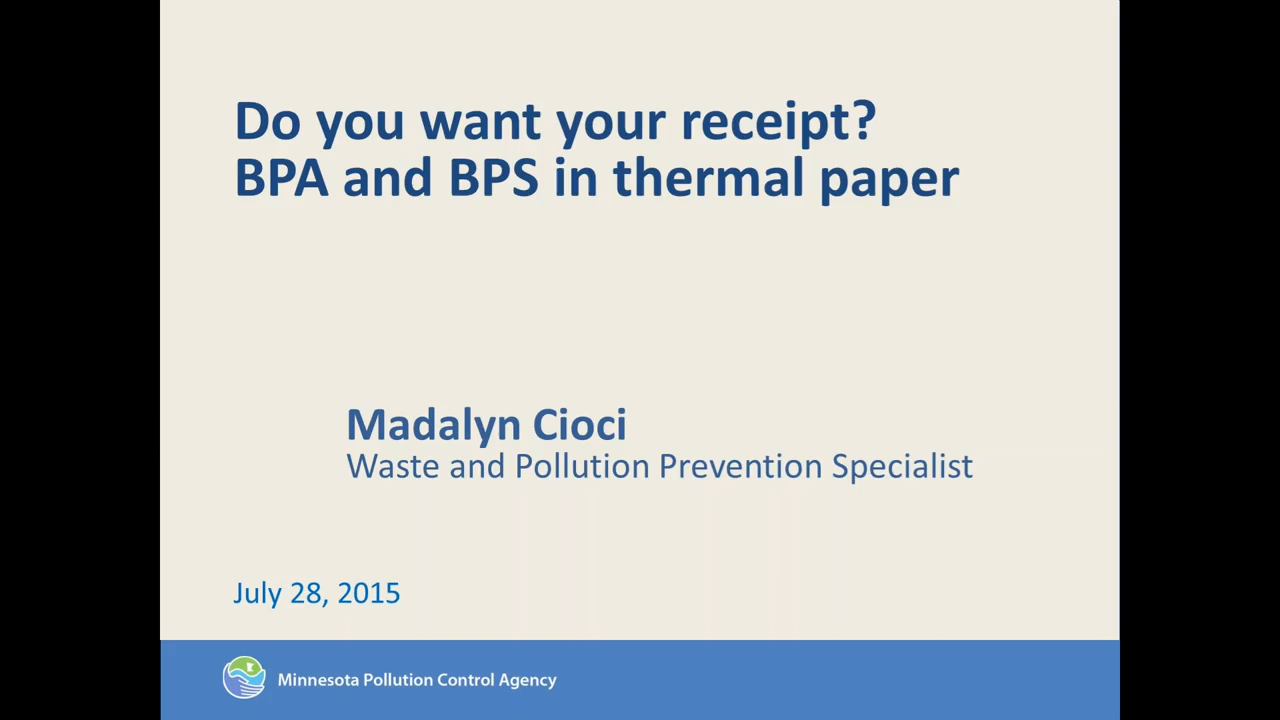 Do you want your receipt?
BPA and BPS in thermal paper
Madalyn Cioci
Waste and Pollution Prevention Specialist
July 28, 2015
Minnesota Pollution Control Agency